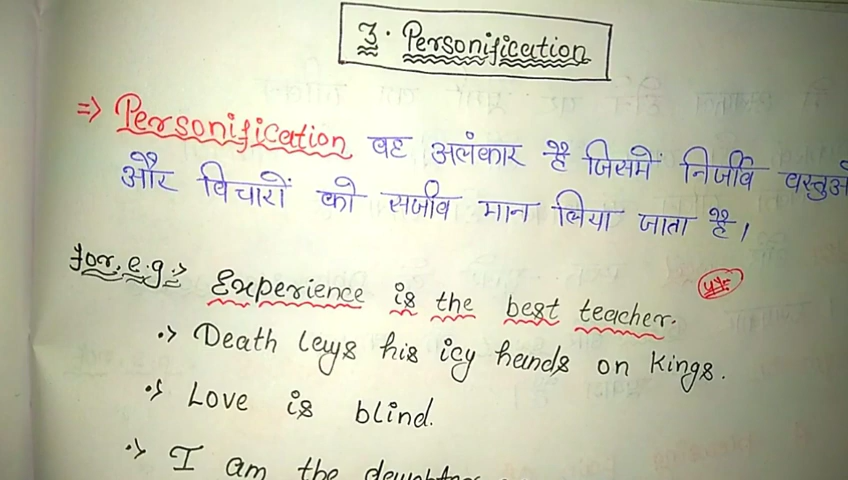 3. Personification
=> Personification वह अलंकार है जिसमें निर्जीव
और विचारों को सजीव मान लिया जाता है।
for, e.g:> Experience is the best teacher.
:> Death lays his icy hands on Kings.
:> Love is blind.
:> I am the